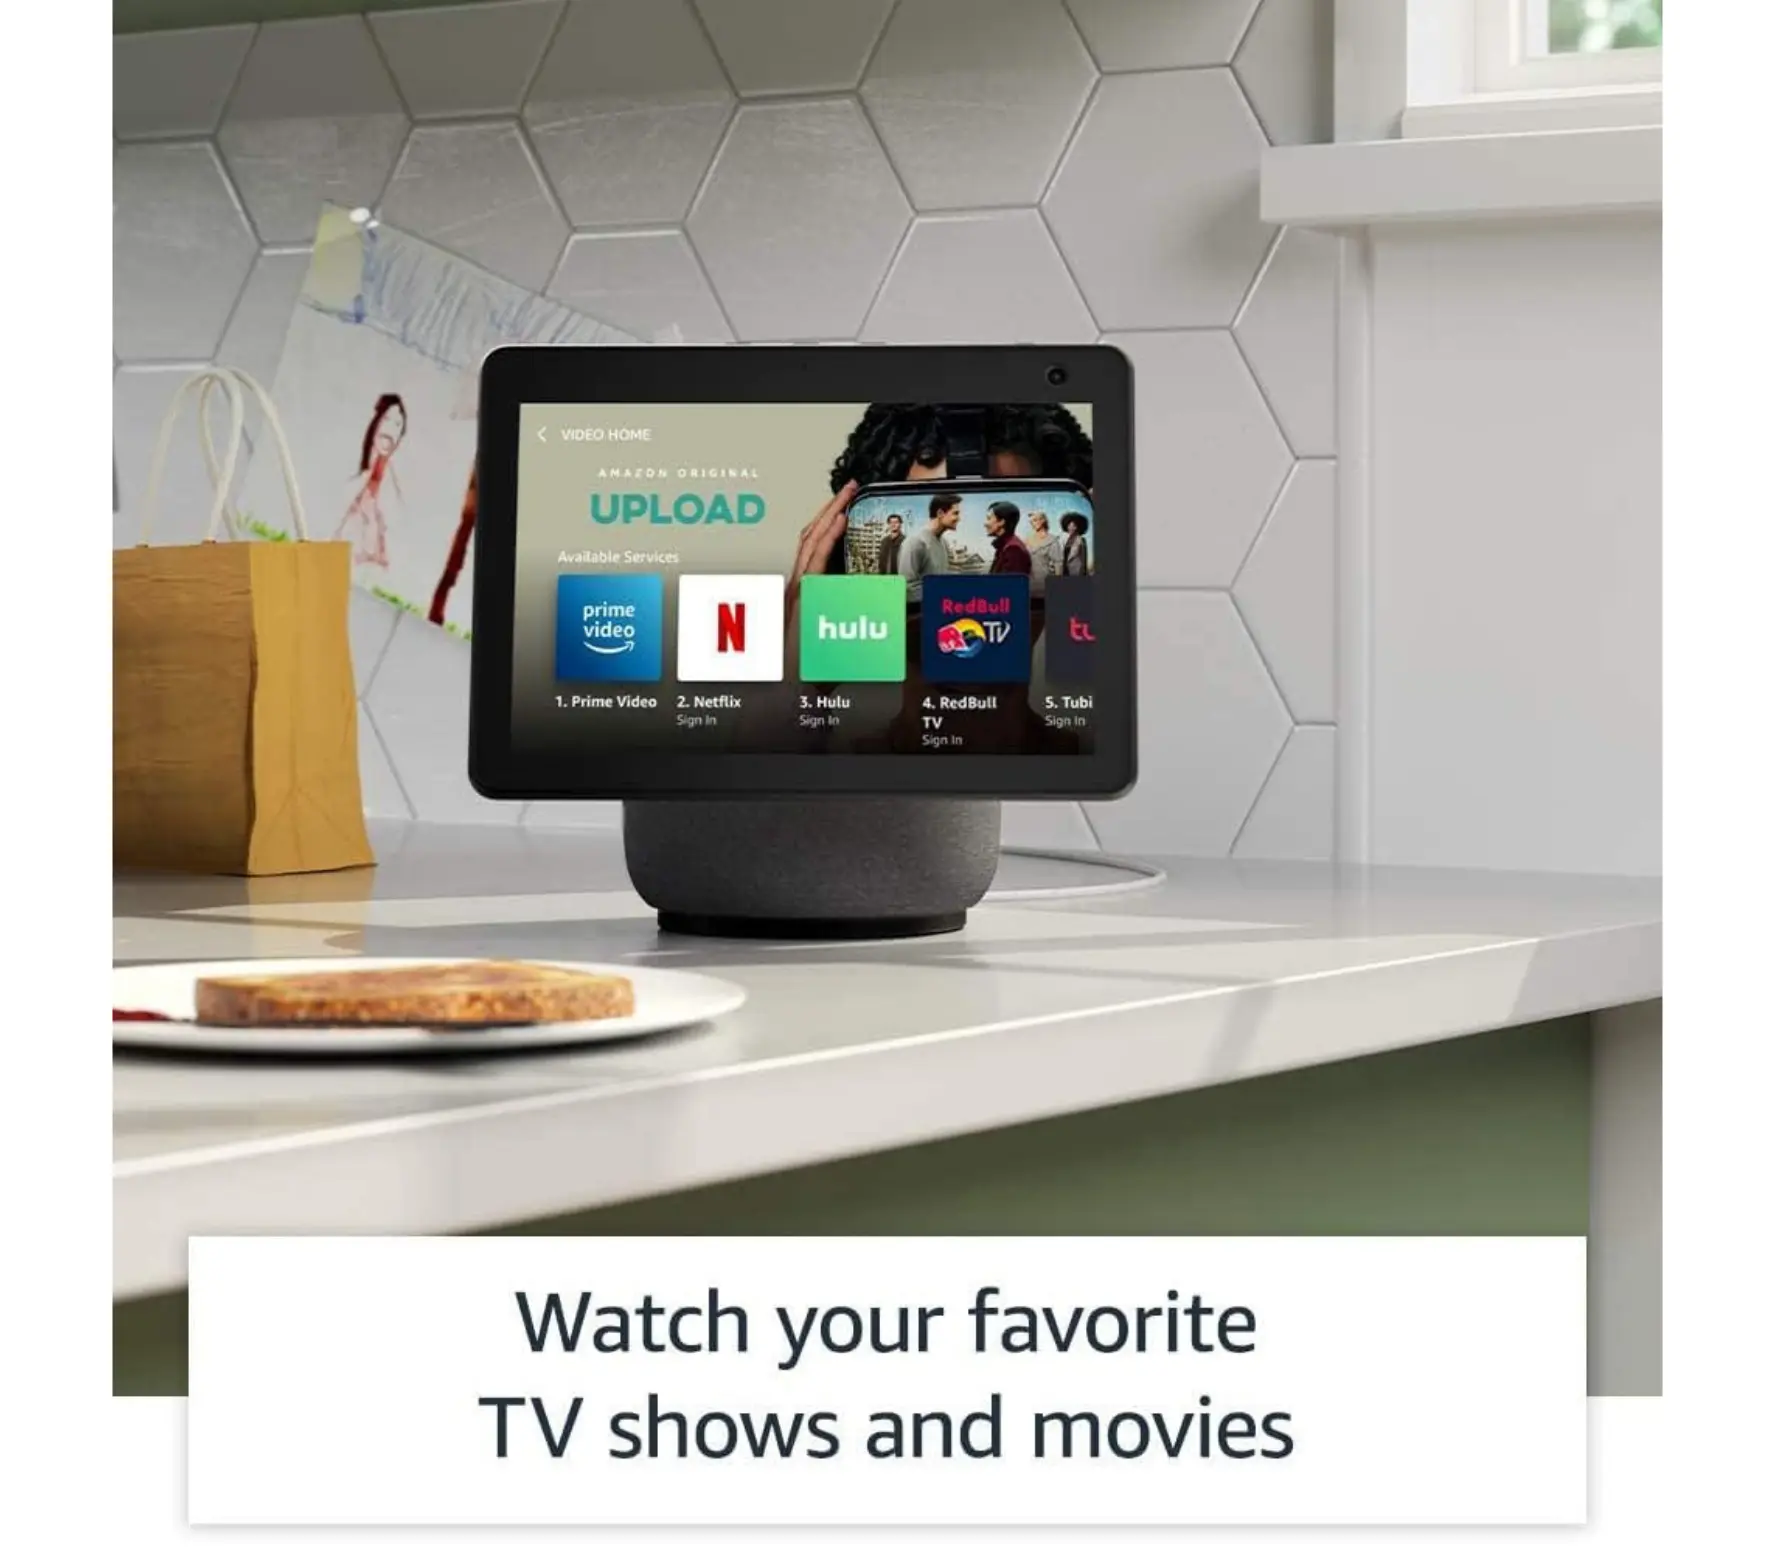 VIDEO HOME
AMAZON ORIGINAL
UPLOAD
Available Services
prime
video
N
hulu
RedBull
TV
1. Prime Video
2. Netflix
Sign In
3. Hulu
Sign In
4. RedBull
TV
Sign In
5. Tubi
Sign In
Watch your favorite
TV shows and movies